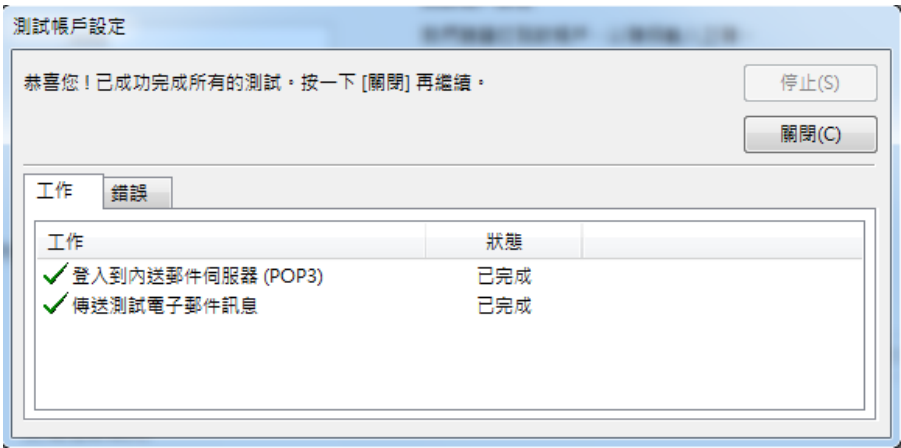 測試帳戶設定
恭喜您！已成功完成所有的測試。按一下 [關閉] 再繼續。
停止(S)
關閉(C)
工作
錯誤
工作 狀態
登入到內送郵件伺服器 (POP3) 已完成
傳送測試電子郵件訊息 已完成